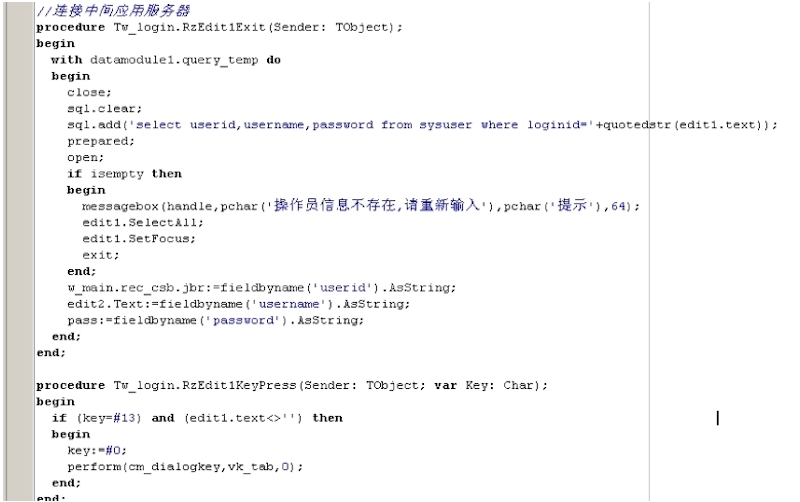 //连接中间应用服务器
procedure Tw_login.RzEdit1Exit(Sender: TObject);
begin
with datamodule1.query_temp do
begin
close;
sql.clear;
sql.add('select userid,username,password from sysuser where loginid='+quotedstr(edit1.text));
prepared;
open;
if isempty then
begin
messagebox(handle,pchar('操作员信息不存在,请重新输入'),pchar('提示'),64);
edit1.SelectAll;
edit1.SetFocus;
exit;
end;
w_main.rec_csb.jbr:=fieldbyname('userid').AsString;
edit2.Text:=fieldbyname('username').AsString;
pass:=fieldbyname('password').AsString;
end;
end;
procedure Tw_login.RzEdit1KeyPress(Sender: TObject; var Key: Char);
begin
if (key=#13) and (edit1.text<>'') then
begin
key:=#0;
perform(cm_dialogkey,vk_tab,0);
end;
end;